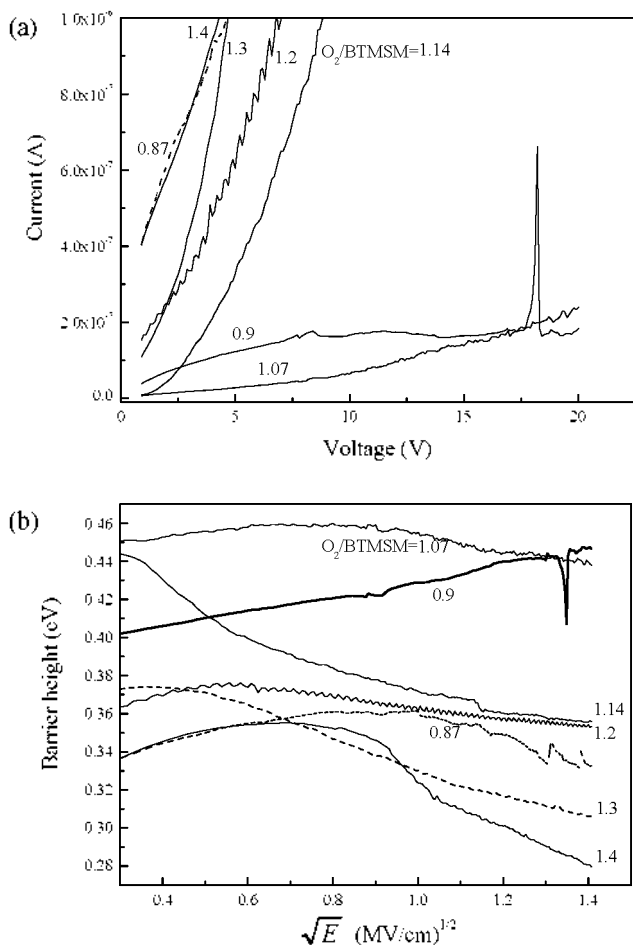 (a)
1.0x10⁻⁶
8.0x10⁻⁷
6.0x10⁻⁷
4.0x10⁻⁷
2.0x10⁻⁷
0.0
Current (A)
1.4
1.3
1.2
O₂/BTMSM=1.14
0.87
0.9
1.07
0 5 10 15 20
Voltage (V)
(b)
0.46
0.44
0.42
0.40
0.38
0.36
0.34
0.32
0.30
0.28
Barrier height (eV)
O₂/BTMSM=1.07
0.9
1.14
1.2
0.87
1.3
1.4
0.4 0.6 0.8 1.0 1.2 1.4
√E (MV/cm)^1/2